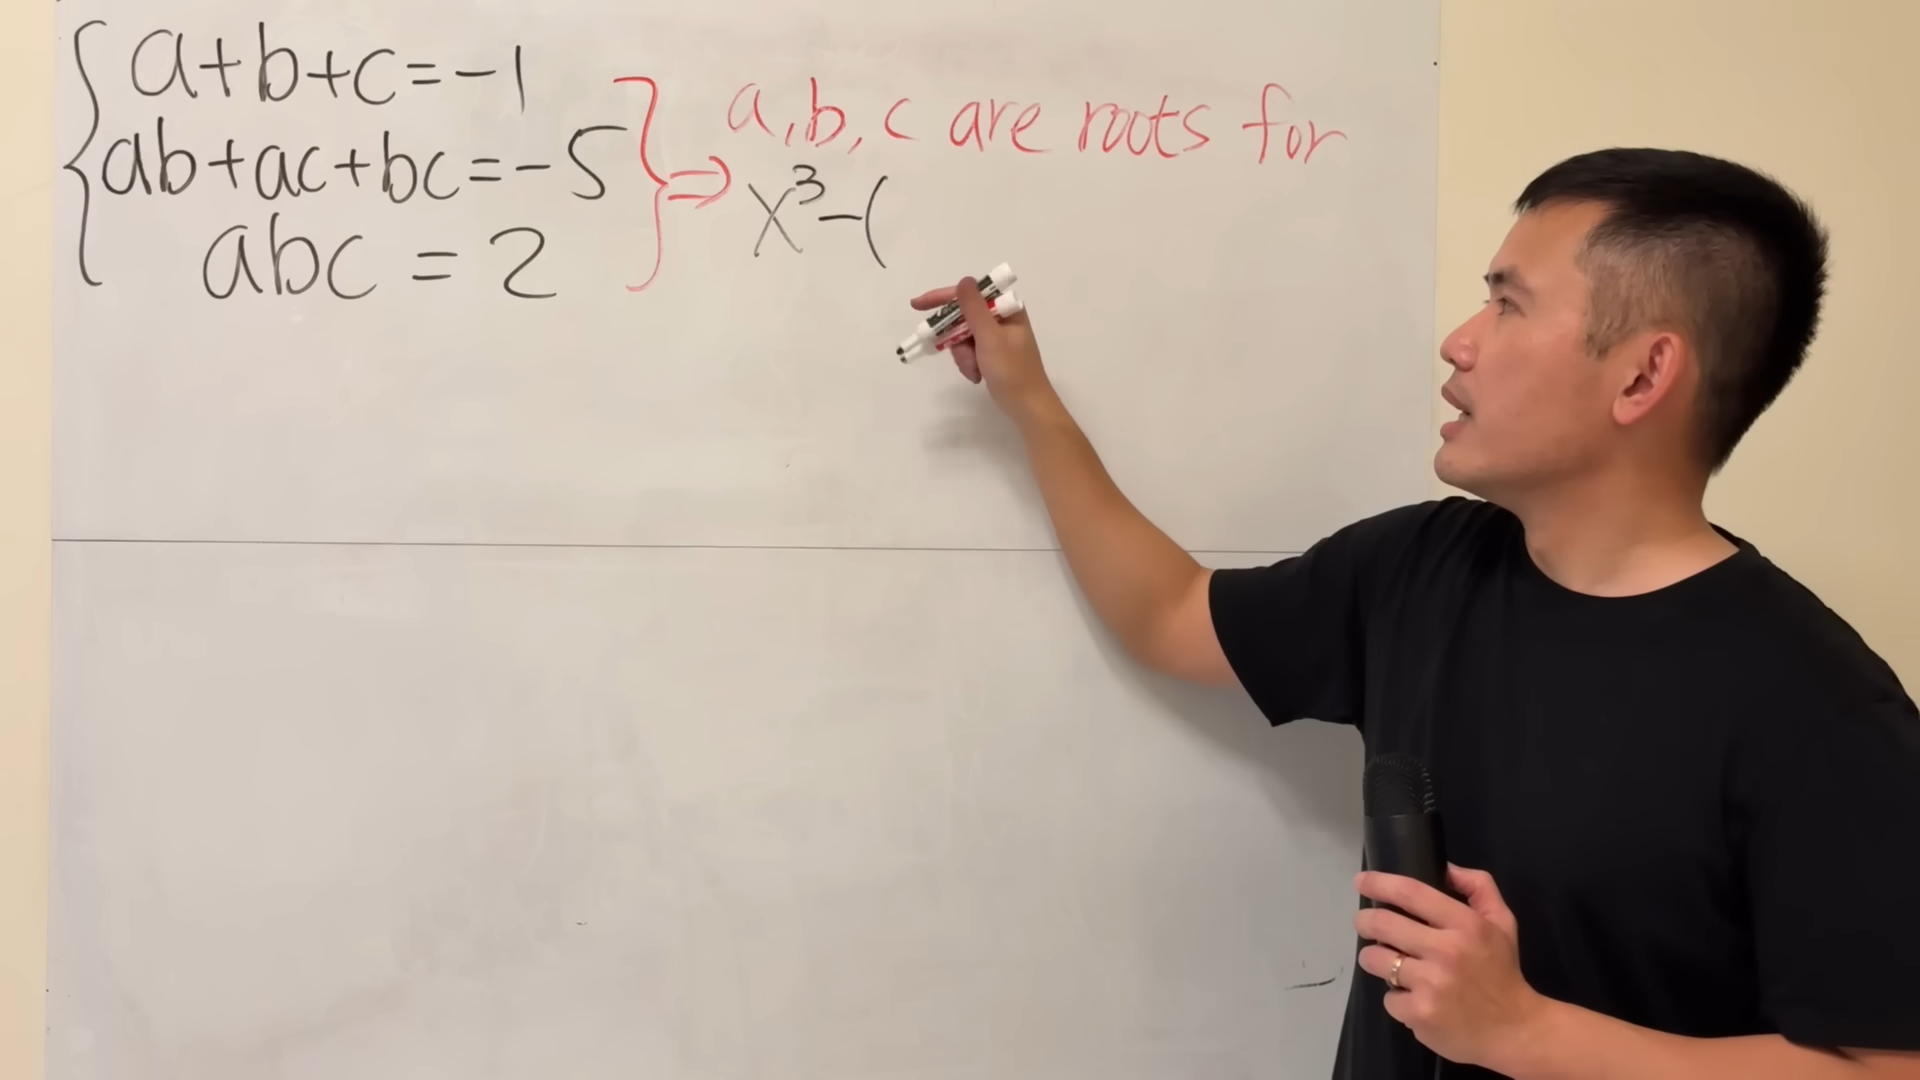 a+b+c=-1
ab+ac+bc=-5
abc=2
⇒ a,b,c are roots for
x³-(